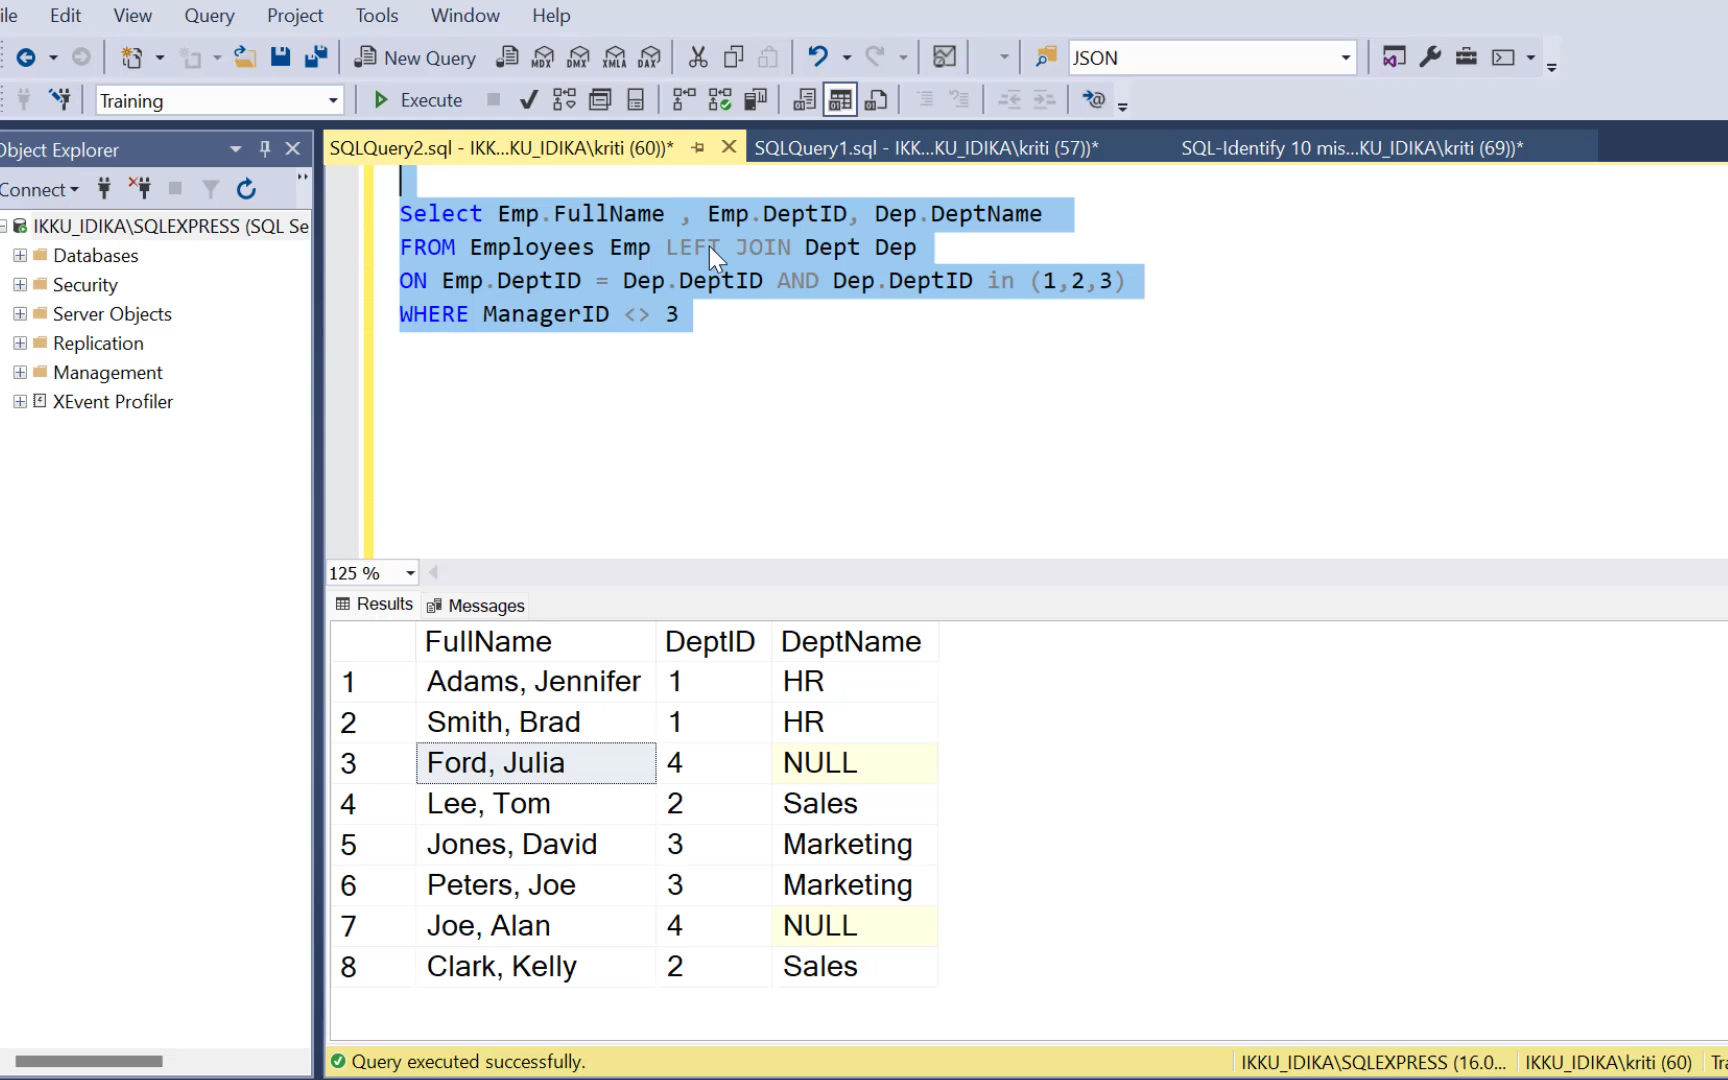 ile Edit View Query Project Tools Window Help
New Query MDX DMX XMLA DAX JSON
Training Execute
Object Explorer
SQLQuery2.sql - IKK...KU_IDIKA\kriti (60))* SQLQuery1.sql - IKK...KU_IDIKA\kriti (57))* SQL-Identify 10 mis...KU_IDIKA\kriti (69))*
Connect
IKKU_IDIKA\SQLEXPRESS (SQL Se
Databases
Security
Server Objects
Replication
Management
XEvent Profiler
Select Emp.FullName , Emp.DeptID, Dep.DeptName
FROM Employees Emp LEFT JOIN Dept Dep
ON Emp.DeptID = Dep.DeptID AND Dep.DeptID in (1,2,3)
WHERE ManagerID <> 3
125 %
Results Messages
FullName DeptID DeptName
1 Adams, Jennifer 1 HR
2 Smith, Brad 1 HR
3 Ford, Julia 4 NULL
4 Lee, Tom 2 Sales
5 Jones, David 3 Marketing
6 Peters, Joe 3 Marketing
7 Joe, Alan 4 NULL
8 Clark, Kelly 2 Sales
Query executed successfully. IKKU_IDIKA\SQLEXPRESS (16.0... IKKU_IDIKA\kriti (60) Tra